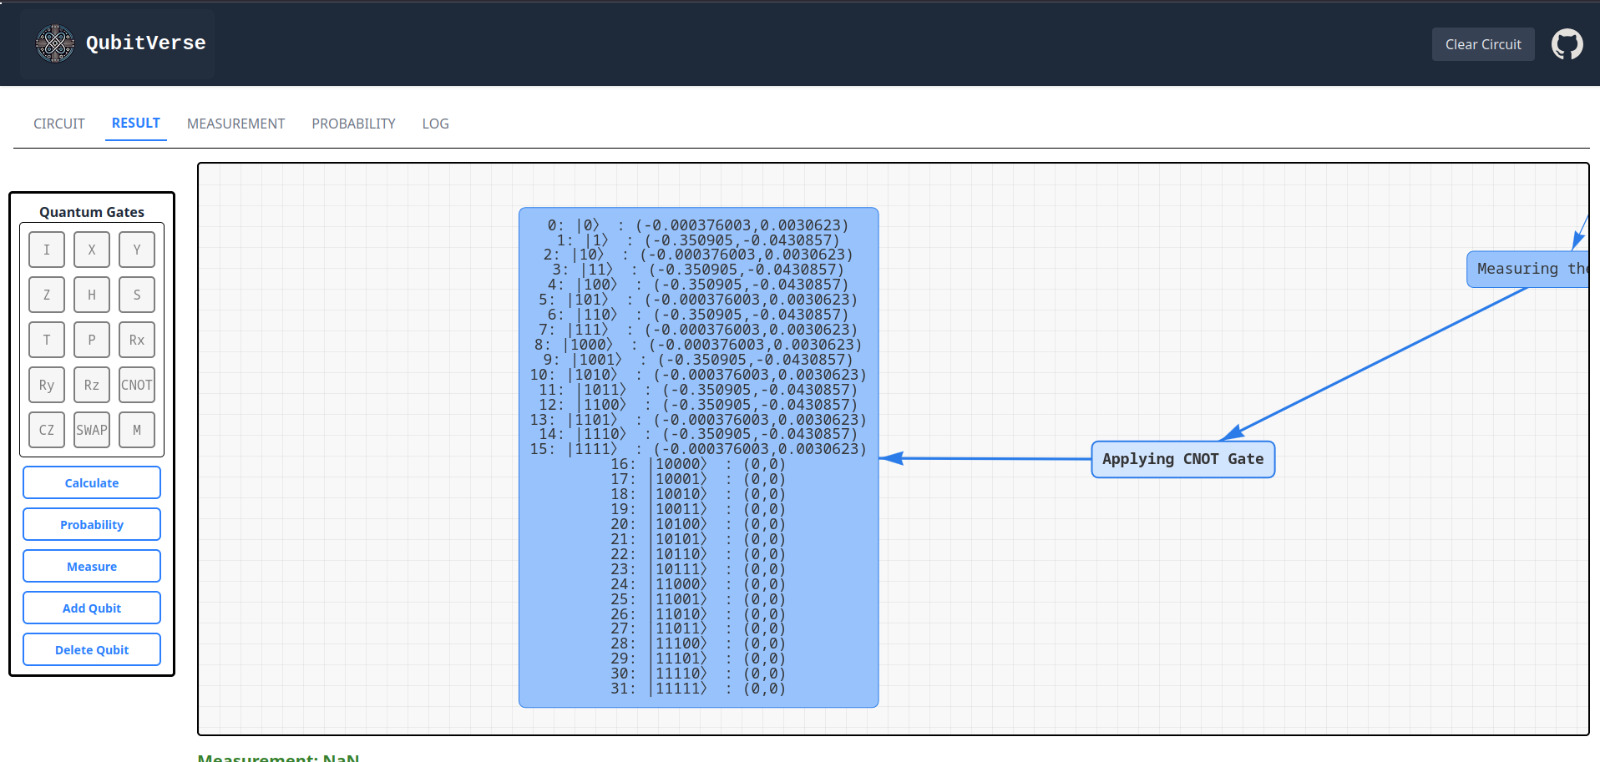 QubitVerse
Clear Circuit
CIRCUIT RESULT MEASUREMENT PROBABILITY LOG
Quantum Gates
I X Y
Z H S
T P Rx
Ry Rz CNOT
CZ SWAP M
Calculate
Probability
Measure
Add Qubit
Delete Qubit
0: |0⟩ : (-0.000376003,0.0030623)
1: |1⟩ : (-0.350905,-0.0430857)
2: |10⟩ : (-0.000376003,0.0030623)
3: |11⟩ : (-0.350905,-0.0430857)
4: |100⟩ : (-0.350905,-0.0430857)
5: |101⟩ : (-0.000376003,0.0030623)
6: |110⟩ : (-0.350905,-0.0430857)
7: |111⟩ : (-0.000376003,0.0030623)
8: |1000⟩ : (-0.000376003,0.0030623)
9: |1001⟩ : (-0.350905,-0.0430857)
10: |1010⟩ : (-0.000376003,0.0030623)
11: |1011⟩ : (-0.350905,-0.0430857)
12: |1100⟩ : (-0.350905,-0.0430857)
13: |1101⟩ : (-0.000376003,0.0030623)
14: |1110⟩ : (-0.350905,-0.0430857)
15: |1111⟩ : (-0.000376003,0.0030623)
16: |10000⟩ : (0,0)
17: |10001⟩ : (0,0)
18: |10010⟩ : (0,0)
19: |10011⟩ : (0,0)
20: |10100⟩ : (0,0)
21: |10101⟩ : (0,0)
22: |10110⟩ : (0,0)
23: |10111⟩ : (0,0)
24: |11000⟩ : (0,0)
25: |11001⟩ : (0,0)
26: |11010⟩ : (0,0)
27: |11011⟩ : (0,0)
28: |11100⟩ : (0,0)
29: |11101⟩ : (0,0)
30: |11110⟩ : (0,0)
31: |11111⟩ : (0,0)
Applying CNOT Gate
Measuring the
Measurement: NaN